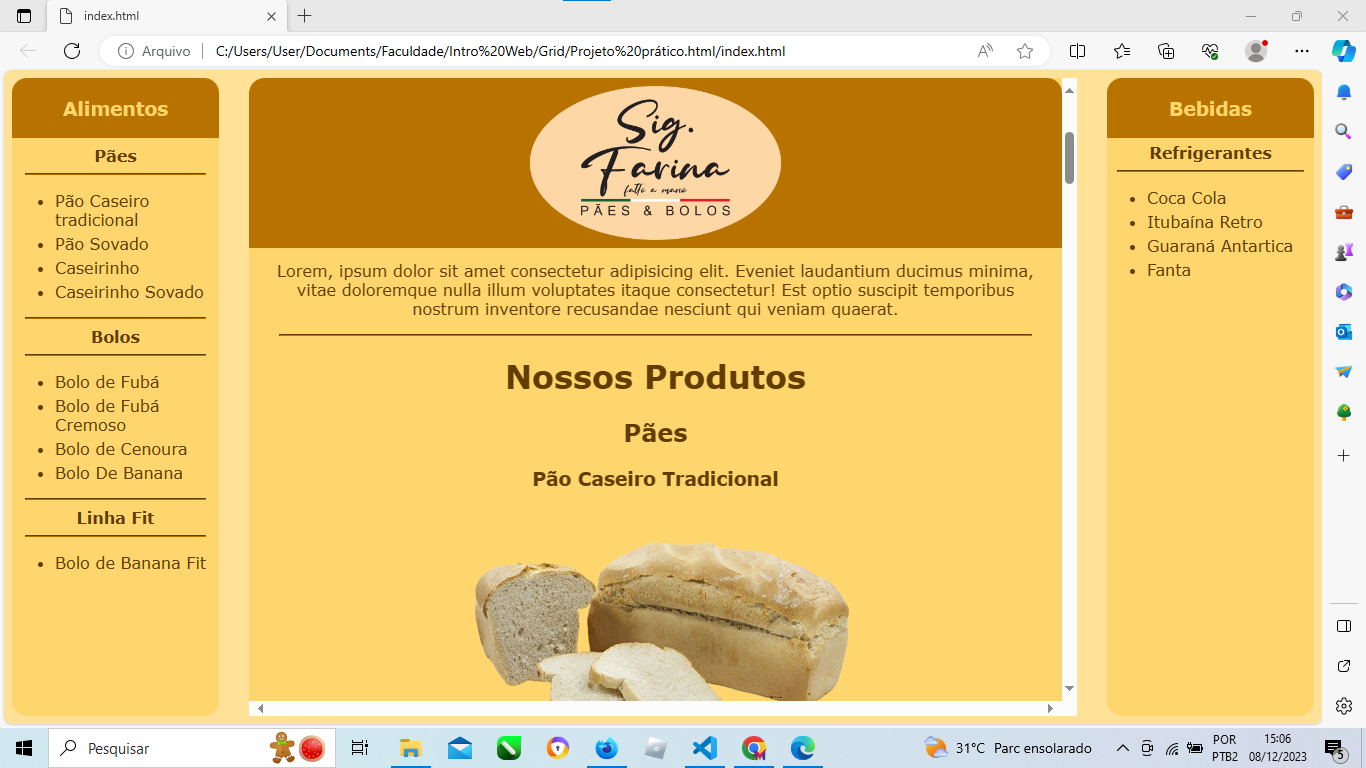 index.html
Arquivo
C:/Users/User/Documents/Faculdade/Intro%20Web/Grid/Projeto%20prático.html/index.html
Alimentos
Pães
Pão Caseiro
tradicional
Pão Sovado
Caseirinho
Caseirinho Sovado
Bolos
Bolo de Fubá
Bolo de Fubá
Cremoso
Bolo de Cenoura
Bolo De Banana
Linha Fit
Bolo de Banana Fit
Sig.
Farina
fatto a mano
PÃES & BOLOS
Lorem, ipsum dolor sit amet consectetur adipisicing elit. Eveniet laudantium ducimus minima,
vitae doloremque nulla illum voluptates itaque consectetur! Est optio suscipit temporibus
nostrum inventore recusandae nesciunt qui veniam quaerat.
Nossos Produtos
Pães
Pão Caseiro Tradicional
Bebidas
Refrigerantes
Coca Cola
Itubaína Retro
Guaraná Antartica
Fanta
Pesquisar
31°C Parc ensolarado
POR
PTB2
15:06
08/12/2023
5